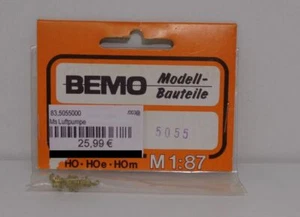 BEMO Modell-
Bauteile
83,5055000
Ms Luftpumpe
25,99 €
5055
HO - HOe - HOm M 1:87